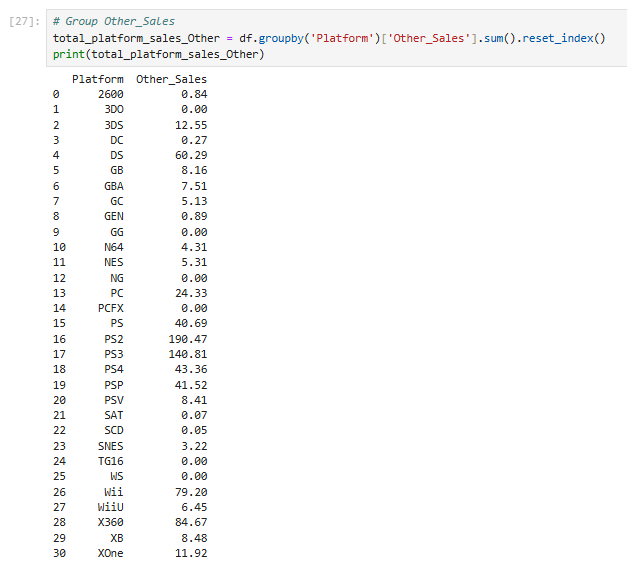 [27]: # Group Other_Sales
total_platform_sales_Other = df.groupby('Platform')['Other_Sales'].sum().reset_index()
print(total_platform_sales_Other)
Platform Other_Sales
0 2600 0.84
1 3DO 0.00
2 3DS 12.55
3 DC 0.27
4 DS 60.29
5 GB 8.16
6 GBA 7.51
7 GC 5.13
8 GEN 0.89
9 GG 0.00
10 N64 4.31
11 NES 5.31
12 NG 0.00
13 PC 24.33
14 PCFX 0.00
15 PS 40.69
16 PS2 190.47
17 PS3 140.81
18 PS4 43.36
19 PSP 41.52
20 PSV 8.41
21 SAT 0.07
22 SCD 0.05
23 SNES 3.22
24 TG16 0.00
25 WS 0.00
26 Wii 79.20
27 WiiU 6.45
28 X360 84.67
29 XB 8.48
30 XOne 11.92